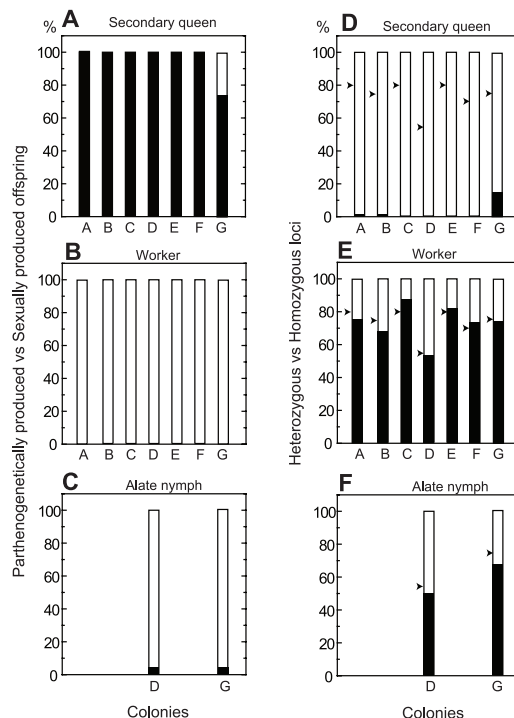 A
Secondary queen
%
100
80
60
40
20
0
A B C D E F G
B
Worker
100
80
60
40
20
0
A B C D E F G
C
Alate nymph
100
80
60
40
20
0
D G
Colonies
Parthenogenetically produced vs Sexually produced offspring
D
Secondary queen
%
100
80
60
40
20
0
A B C D E F G
E
Worker
100
80
60
40
20
0
A B C D E F G
F
Alate nymph
100
80
60
40
20
0
D G
Colonies
Heterozygous vs Homozygous loci